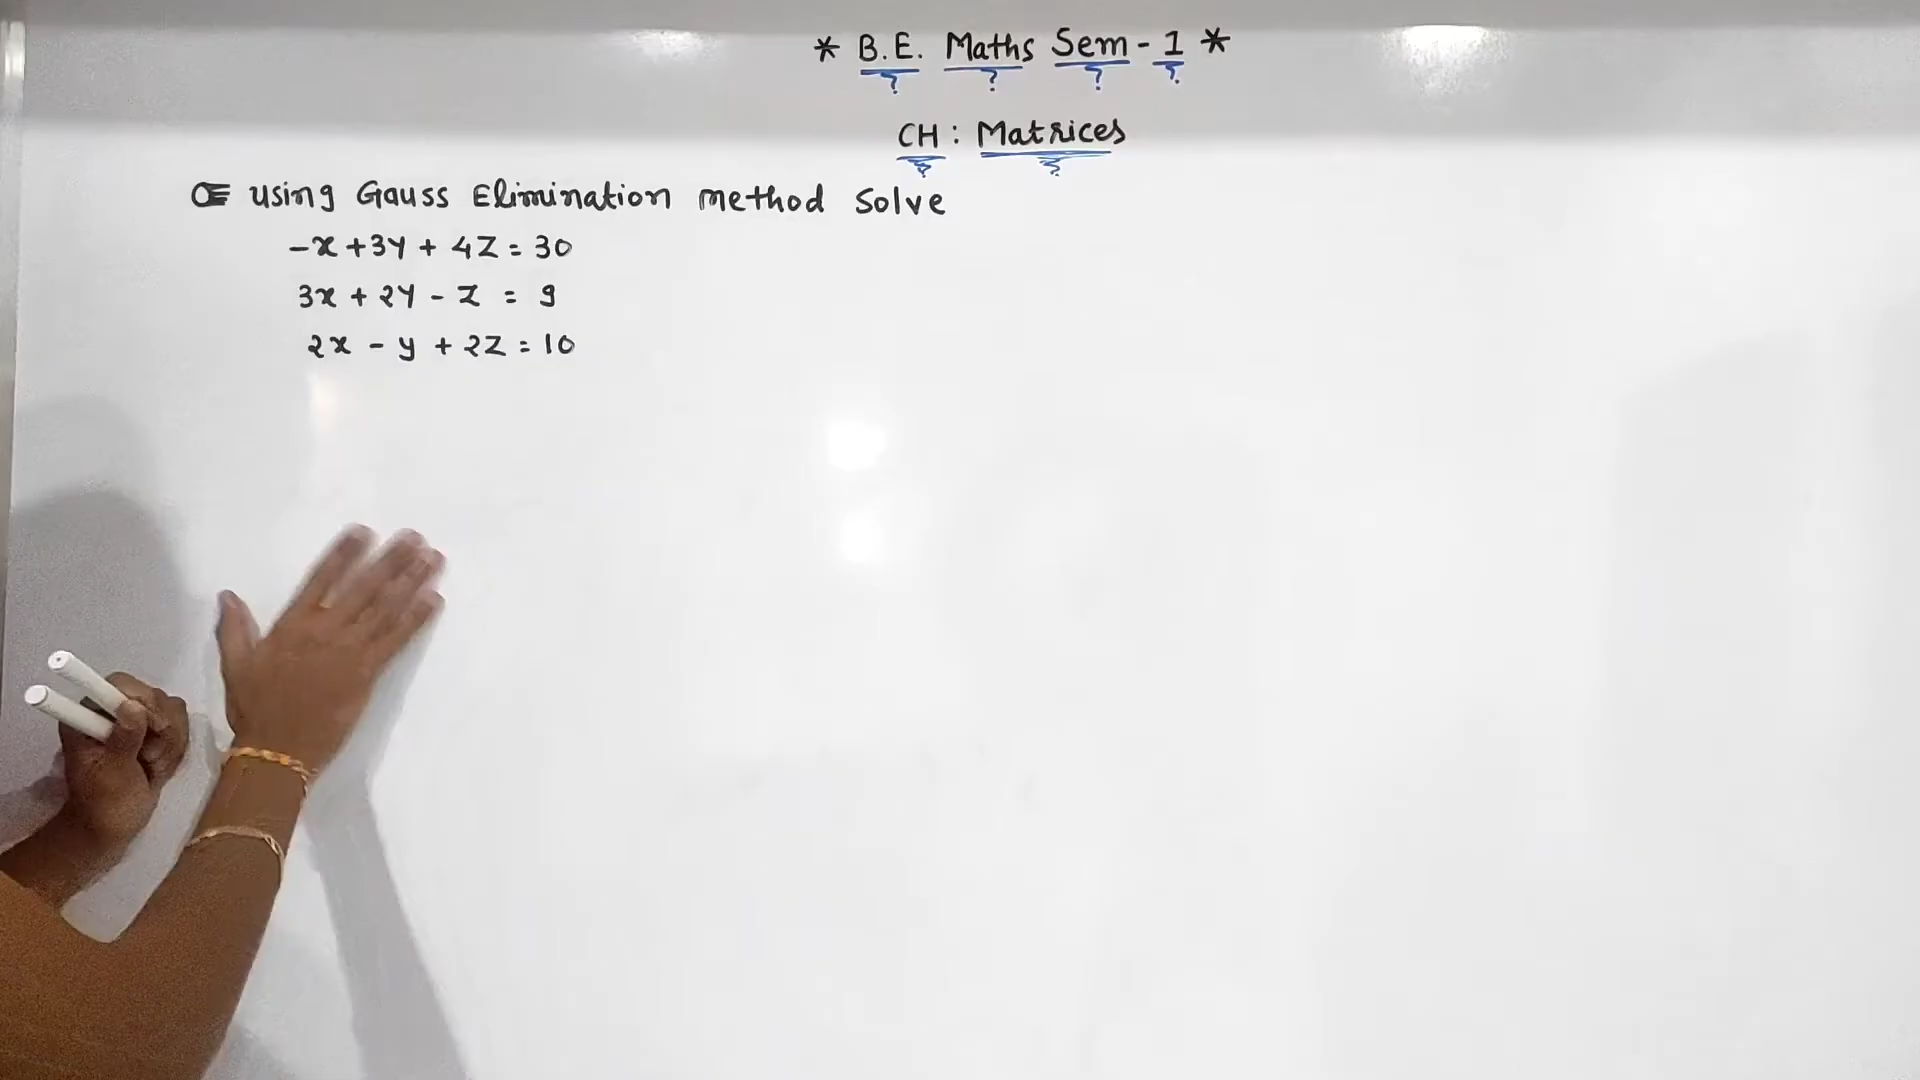 * B.E. Maths Sem - 1 *
CH : Matrices
using Gauss Elimination method solve
-x + 3y + 4z = 30
3x + 2y - z = 9
2x - y + 2z = 10